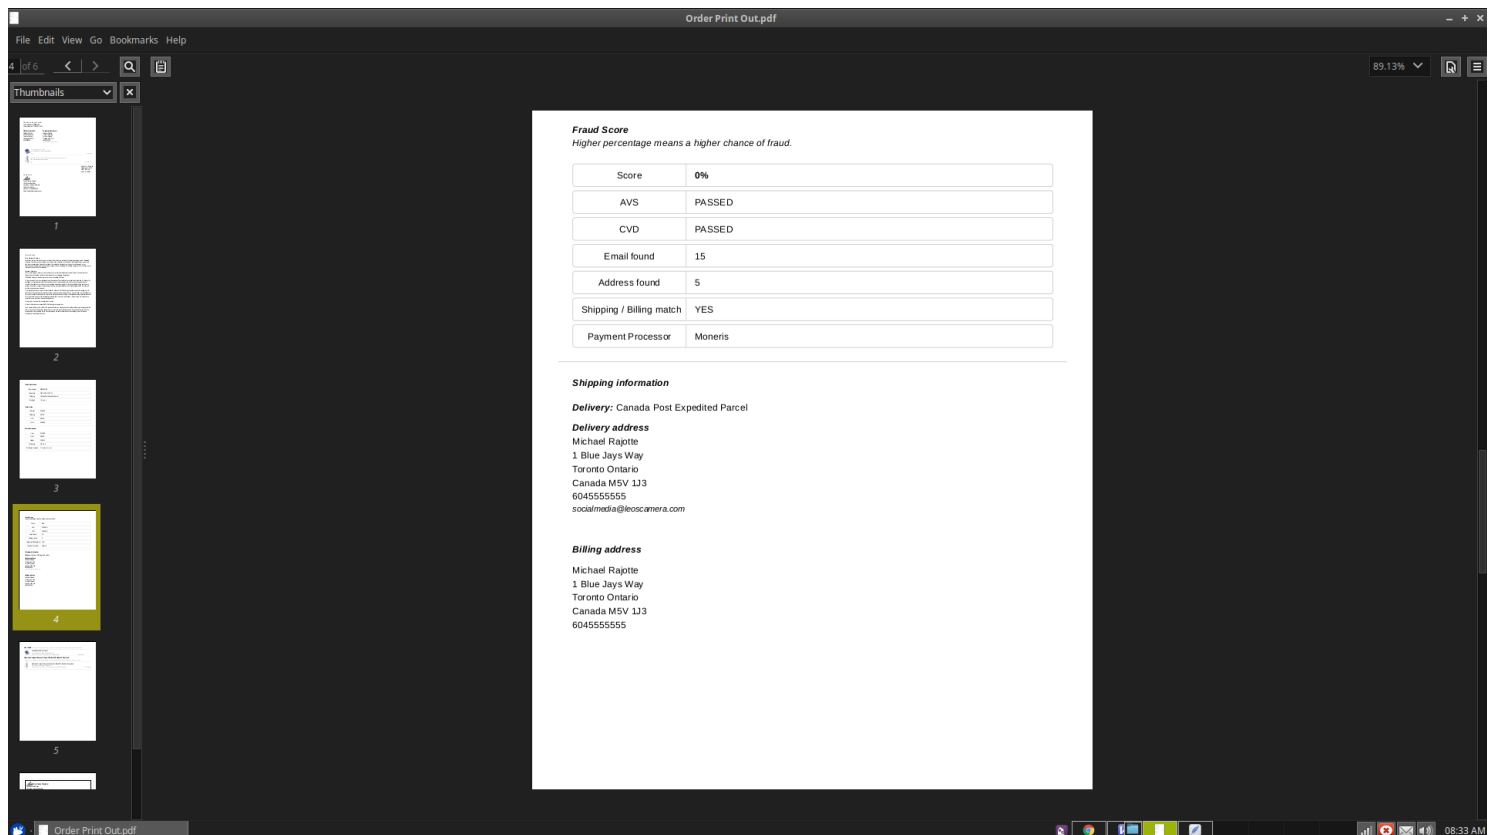 Order Print Out.pdf
File Edit View Go Bookmarks Help
4 of 6
89.13%
Thumbnails
1
2
3
4
5
Fraud Score
Higher percentage means a higher chance of fraud.
Score 0%
AVS PASSED
CVD PASSED
Email found 15
Address found 5
Shipping / Billing match YES
Payment Processor Moneris
Shipping information
Delivery: Canada Post Expedited Parcel
Delivery address
Michael Rajotte
1 Blue Jays Way
Toronto Ontario
Canada M5V 1J3
6045555555
socialmedia@leoscamera.com
Billing address
Michael Rajotte
1 Blue Jays Way
Toronto Ontario
Canada M5V 1J3
6045555555
Order Print Out.pdf
08:33 AM